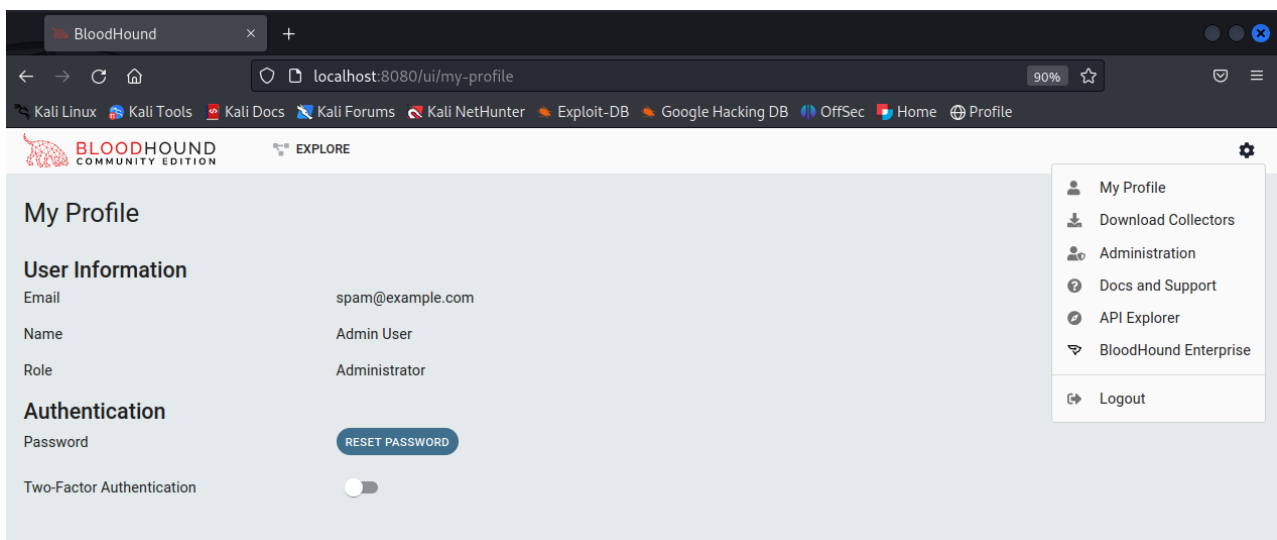 BloodHound
localhost:8080/ui/my-profile 90%
Kali Linux Kali Tools Kali Docs Kali Forums Kali NetHunter Exploit-DB Google Hacking DB OffSec Home Profile
BLOODHOUND
COMMUNITY EDITION
EXPLORE
My Profile
User Information
Email spam@example.com
Name Admin User
Role Administrator
Authentication
Password RESET PASSWORD
Two-Factor Authentication
My Profile
Download Collectors
Administration
Docs and Support
API Explorer
BloodHound Enterprise
Logout